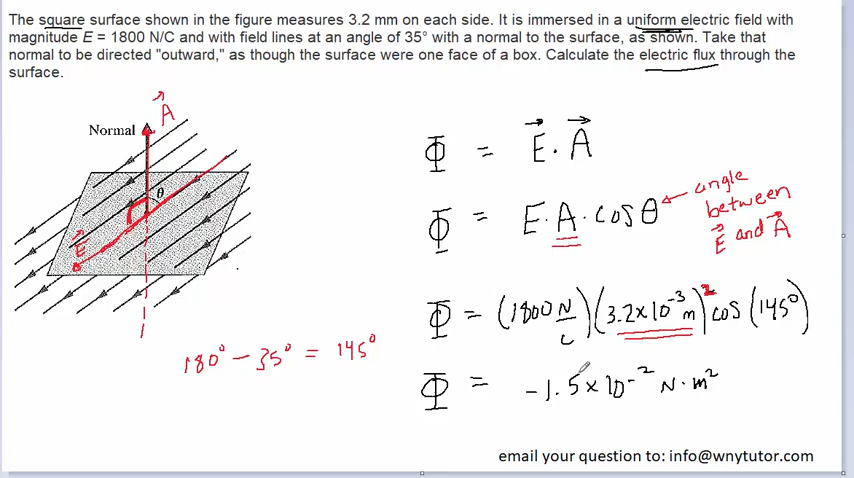 The square surface shown in the figure measures 3.2 mm on each side. It is immersed in a uniform electric field with
magnitude E = 1800 N/C and with field lines at an angle of 35° with a normal to the surface, as shown. Take that
normal to be directed "outward," as though the surface were one face of a box. Calculate the electric flux through the
surface.
A⃗
Normal
θ
E⃗
180° - 35° = 145°
Φ = E⃗ · A⃗
Φ = E · A · cos θ
angle
between
E⃗ and A⃗
Φ = (1800 N/C)(3.2x10⁻³ m)² cos (145°)
Φ = -1.5x10⁻² N·m²
email your question to: info@wnytutor.com